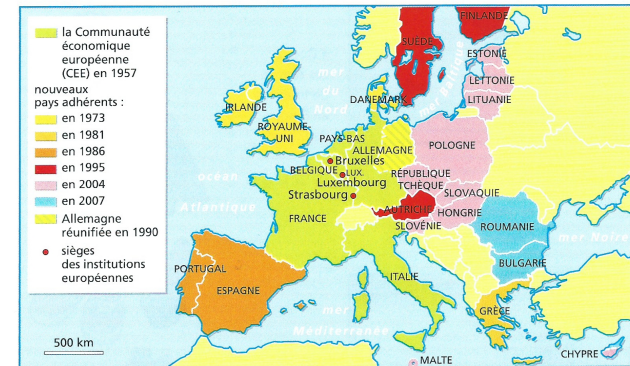 la Communauté
économique
européenne
(CEE) en 1957
nouveaux
pays adhérents :
en 1973
en 1981
en 1986
en 1995
en 2004
en 2007
Allemagne
réunifiée en 1990
sièges
des institutions
européennes
500 km
FINLANDE
SUÈDE
ESTONIE
LETTONIE
LITUANIE
mer Baltique
mer
du
Nord
DANEMARK
IRLANDE
ROYAUME-
UNI
PAYS-BAS
ALLEMAGNE
POLOGNE
Bruxelles
BELGIQUE
LUX.
Luxembourg
RÉPUBLIQUE
TCHÈQUE
SLOVAQUIE
Strasbourg
océan
Atlantique
FRANCE
AUTRICHE
HONGRIE
SLOVÉNIE
ROUMANIE
mer Noire
BULGARIE
ITALIE
PORTUGAL
ESPAGNE
GRÈCE
mer
Méditerranée
MALTE
CHYPRE